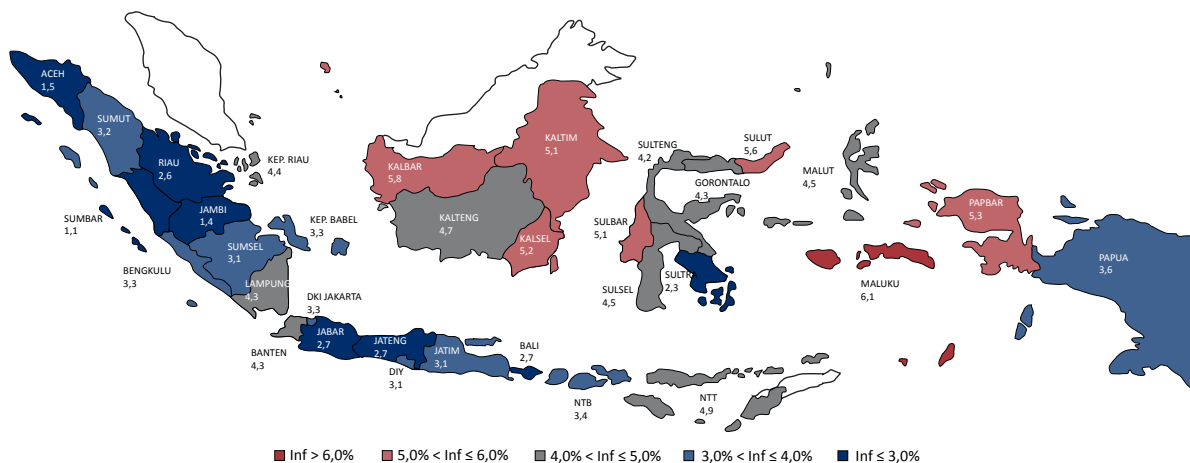 ACEH
1,5
SUMUT
3,2
RIAU
2,6
KEP. RIAU
4,4
SUMBAR
1,1
JAMBI
1,4
KEP. BABEL
3,3
SUMSEL
3,1
BENGKULU
3,3
LAMPUNG
4,3
DKI JAKARTA
3,3
BANTEN
4,3
JABAR
2,7
JATENG
2,7
DIY
3,1
JATIM
3,1
BALI
2,7
NTB
3,4
NTT
4,9
KALBAR
5,8
KALTENG
4,7
KALTIM
5,1
KALSEL
5,2
SULTENG
4,2
SULUT
5,6
GORONTALO
4,3
SULBAR
5,1
SULSEL
4,5
SULTRA
2,3
MALUT
4,5
MALUKU
6,1
PAPBAR
5,3
PAPUA
3,6
Inf > 6,0%
5,0% < Inf ≤ 6,0%
4,0% < Inf ≤ 5,0%
3,0% < Inf ≤ 4,0%
Inf ≤ 3,0%